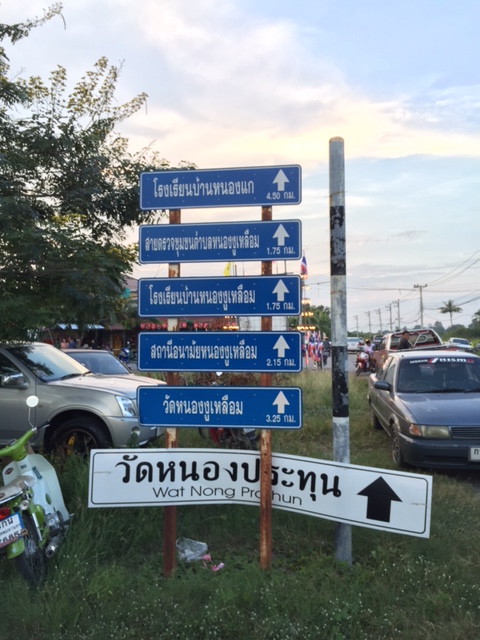 โรงเรียนบ้านหนองแก
4.50 กม.
สายตรวจชุมชนตำบลหนองงูเหลือม
1.75 กม.
โรงเรียนบ้านหนองงูเหลือม
1.75 กม.
สถานีอนามัยหนองงูเหลือม
2.15 กม.
วัดหนองงูเหลือม
3.25 กม.
วัดหนองประทุน
Wat Nong Prathun